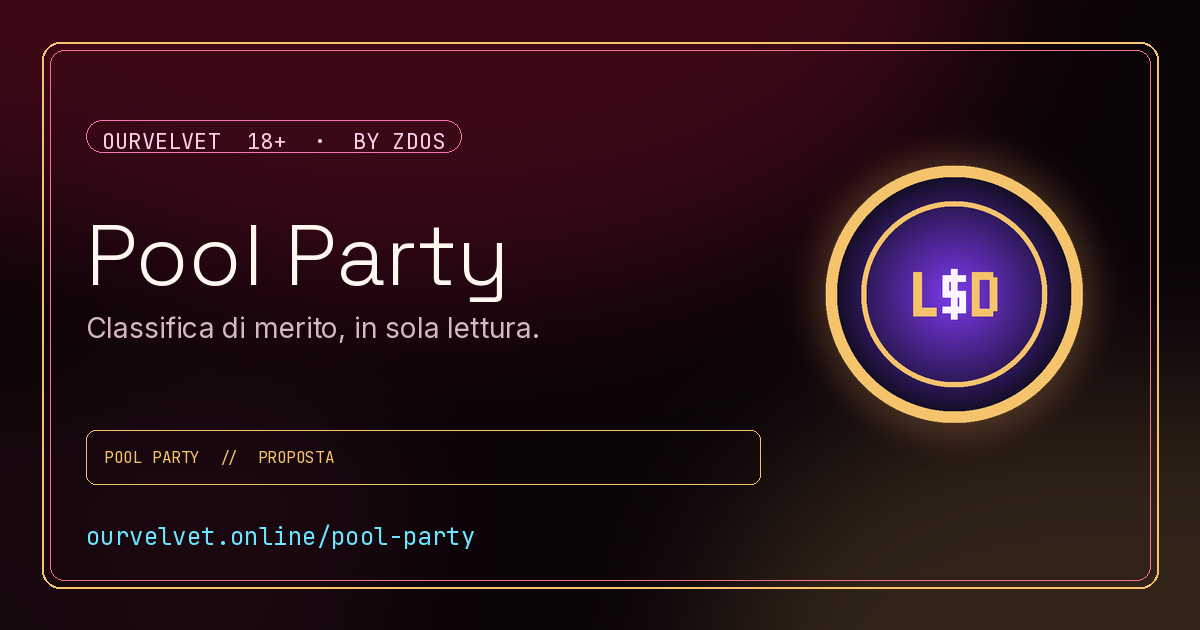 OURVELVET 18+ · BY ZDOS
Pool Party
Classifica di merito, in sola lettura.
L$D
POOL PARTY // PROPOSTA
ourvelvet.online/pool-party